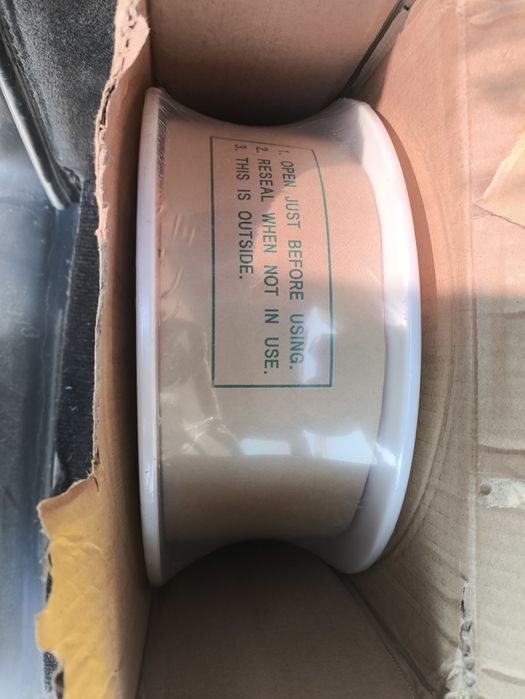 1. OPEN JUST BEFORE USING.
2. RESEAL WHEN NOT IN USE.
3. THIS IS OUTSIDE.